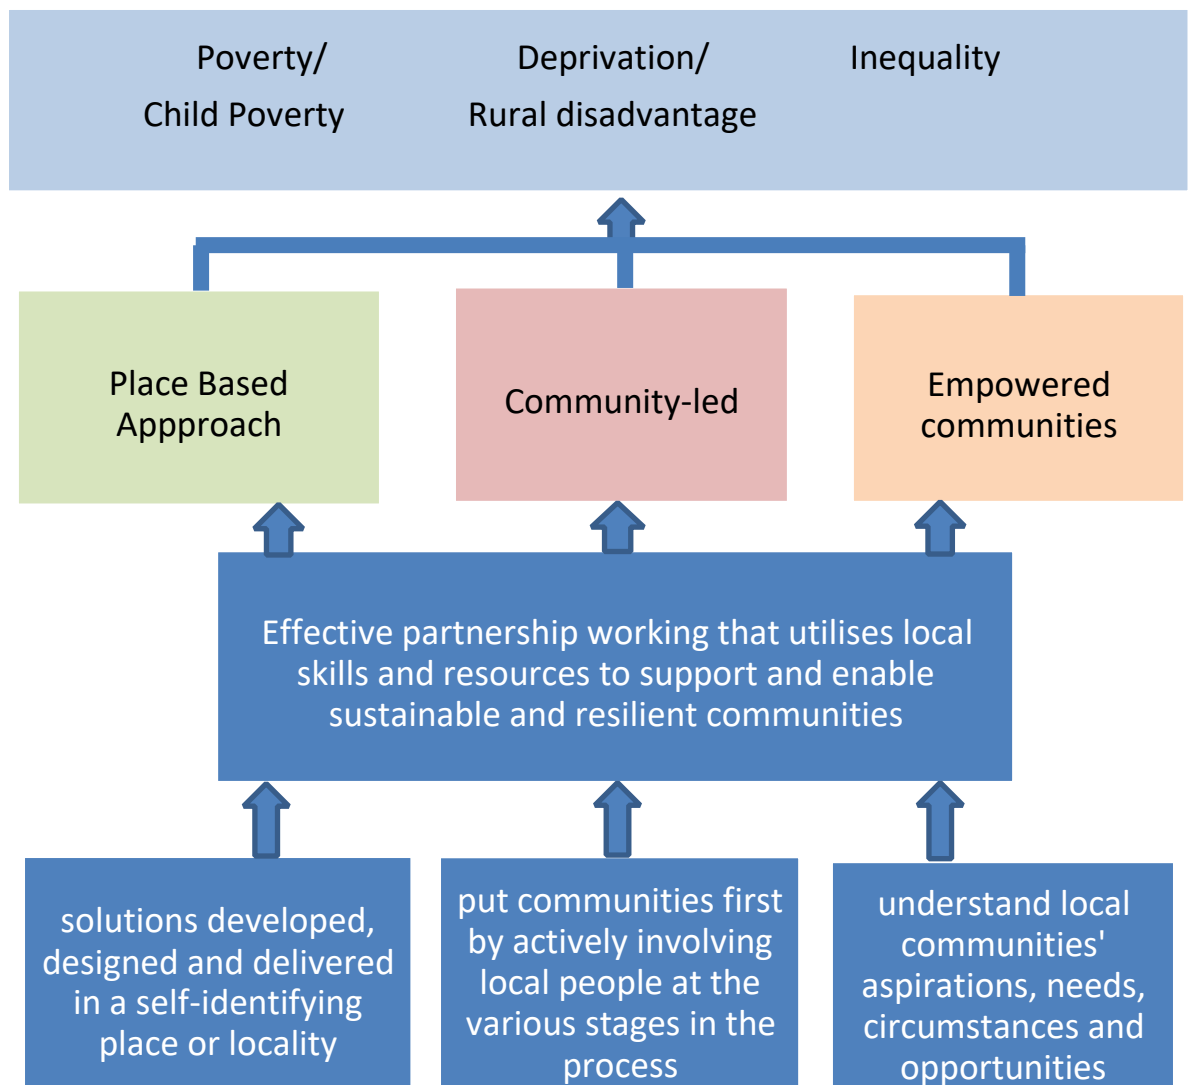 Poverty/
Child Poverty
Deprivation/
Rural disadvantage
Inequality
Place Based
Appproach
Community-led
Empowered
communities
Effective partnership working that utilises local
skills and resources to support and enable
sustainable and resilient communities
solutions developed,
designed and delivered
in a self-identifying
place or locality
put communities first
by actively involving
local people at the
various stages in the
process
understand local
communities'
aspirations, needs,
circumstances and
opportunities